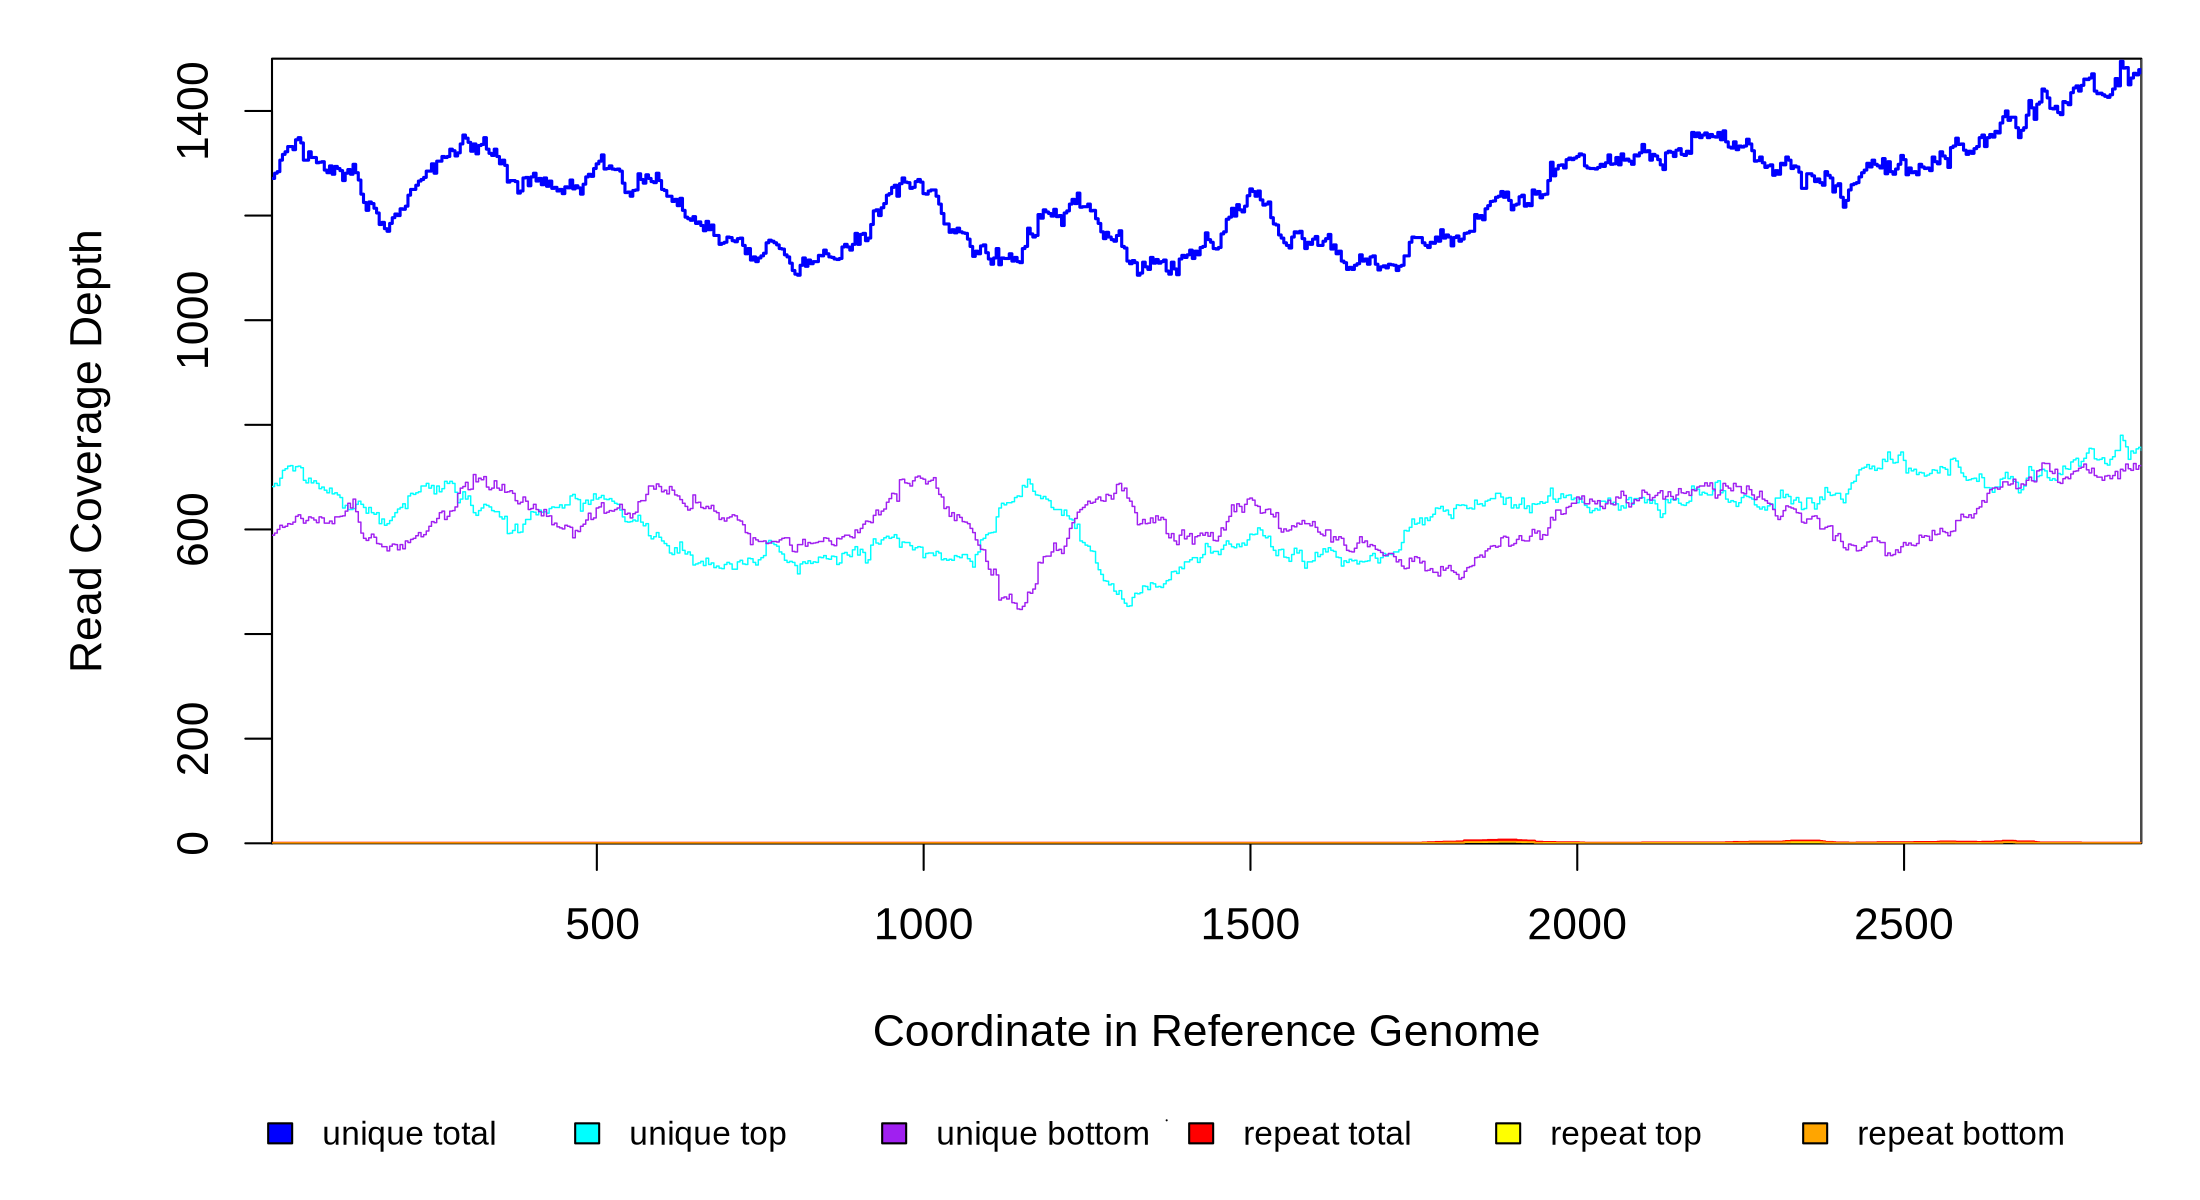 Read Coverage Depth
1400
1000
600
200
0
500 1000 1500 2000 2500
Coordinate in Reference Genome
unique total unique top unique bottom repeat total repeat top repeat bottom